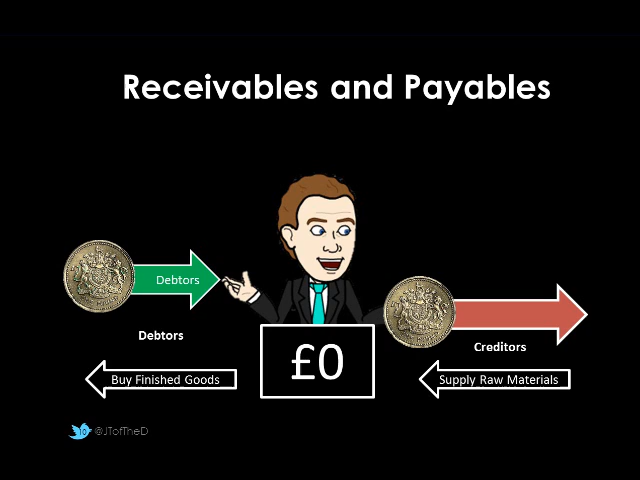 Receivables and Payables
Debtors
Debtors
Creditors
£0
Buy Finished Goods
Supply Raw Materials
@JTofTheD